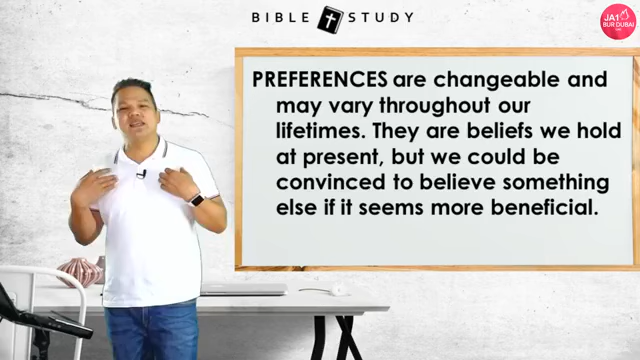 BIBLE STUDY
JA1
BUR DUBAI
PREFERENCES are changeable and
may vary throughout our
lifetimes. They are beliefs we hold
at present, but we could be
convinced to believe something
else if it seems more beneficial.